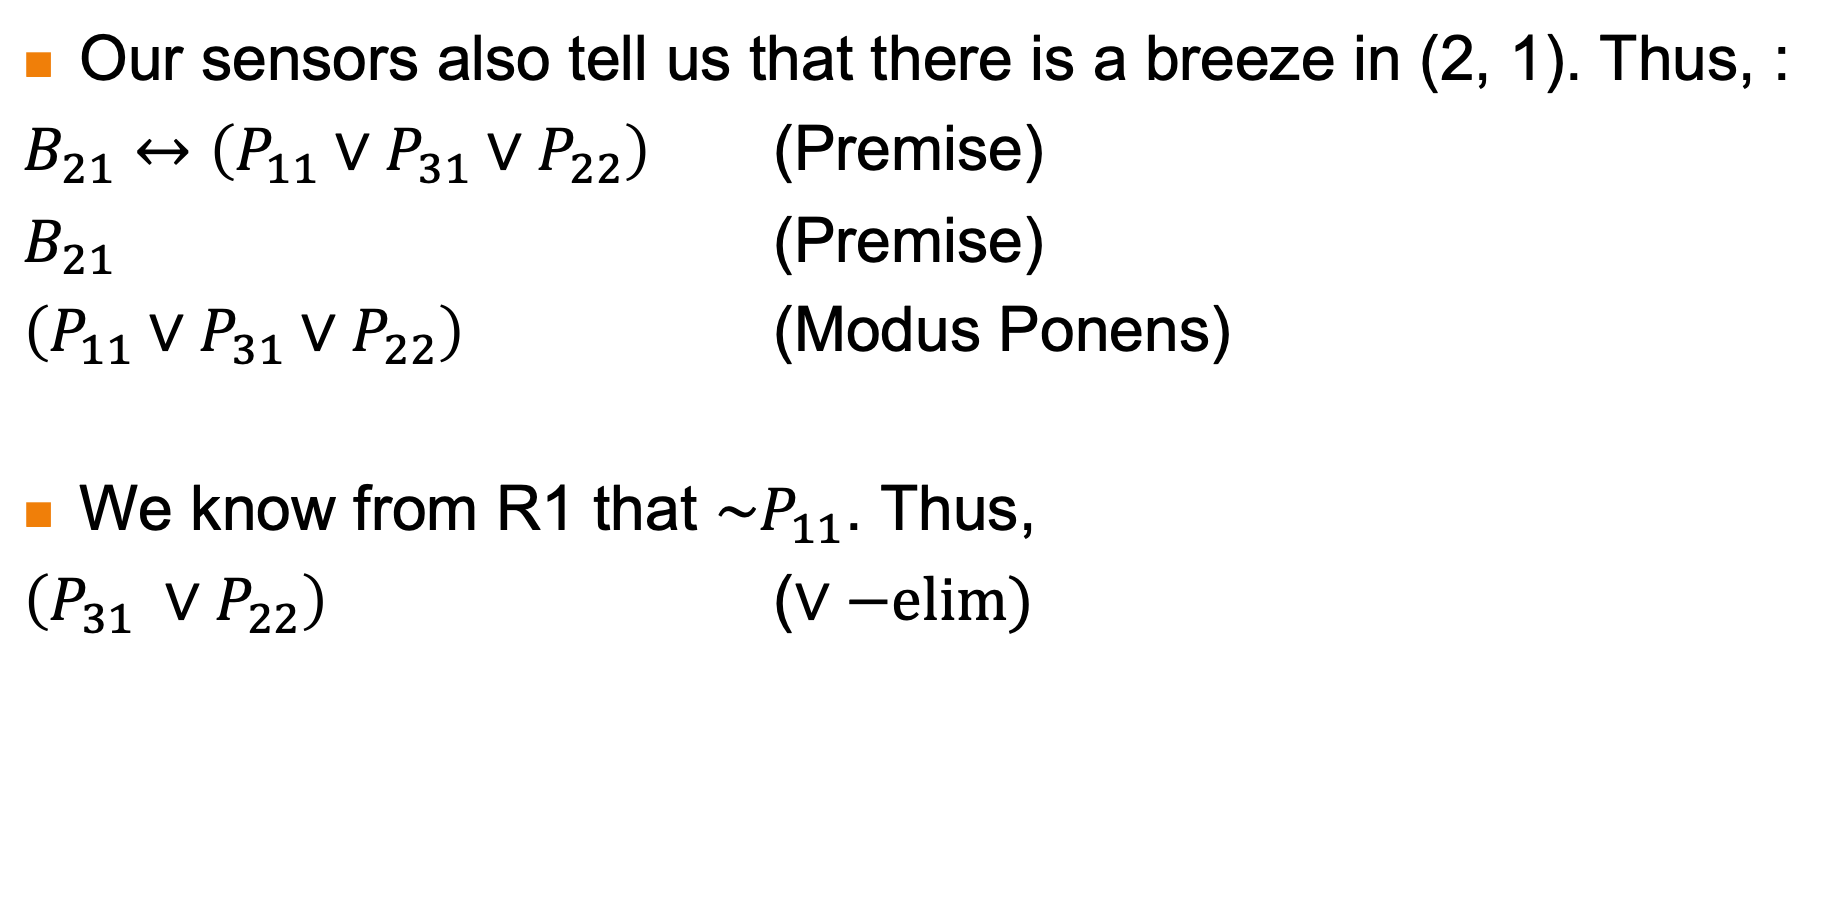 ■ Our sensors also tell us that there is a breeze in (2, 1). Thus, :
B₂₁ ↔ (P₁₁ ∨ P₃₁ ∨ P₂₂) (Premise)
B₂₁ (Premise)
(P₁₁ ∨ P₃₁ ∨ P₂₂) (Modus Ponens)
■ We know from R1 that ~P₁₁. Thus,
(P₃₁ ∨ P₂₂) (∨ −elim)